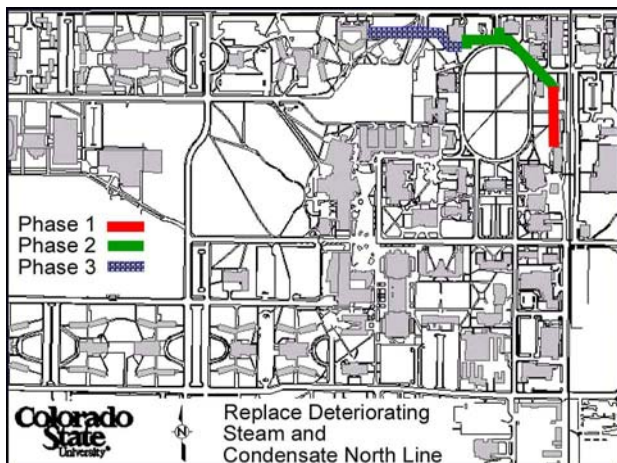 Phase 1
Phase 2
Phase 3
Colorado
State
University
N
Replace Deteriorating
Steam and
Condensate North Line